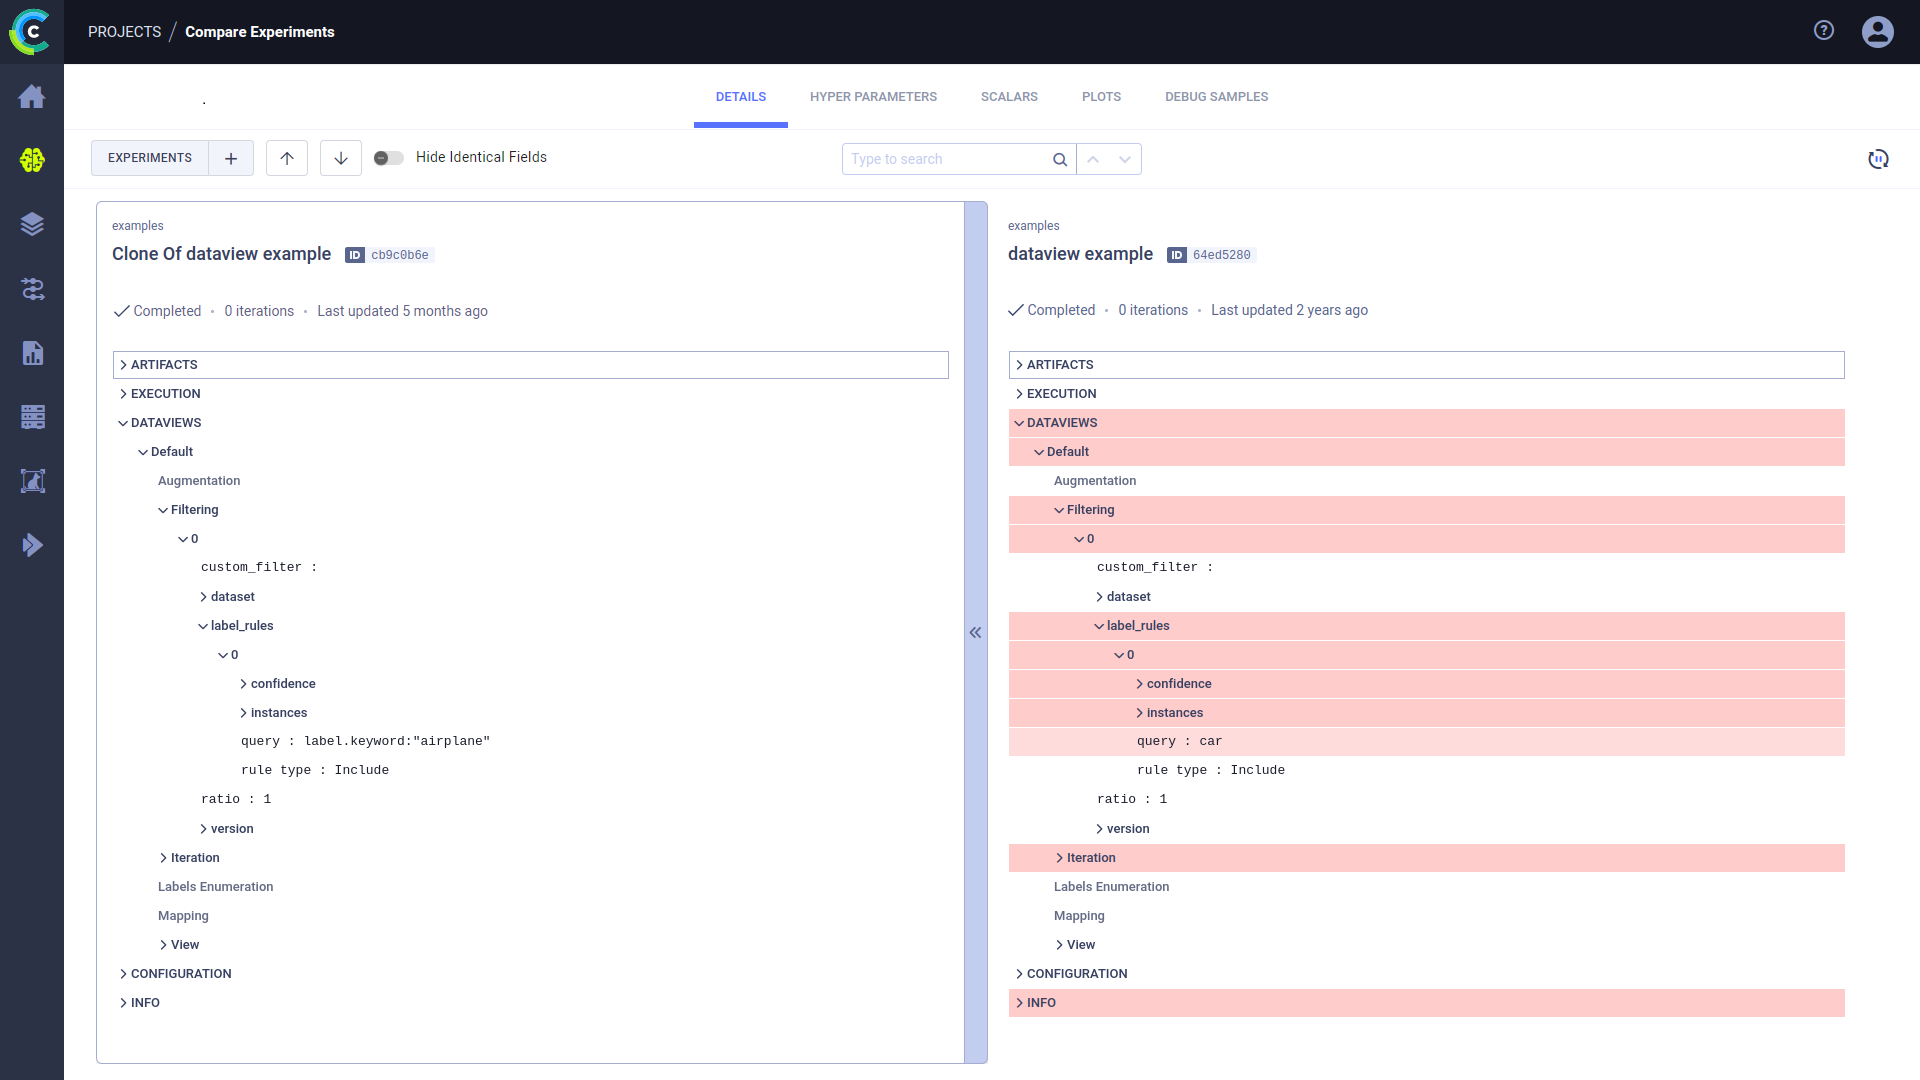 PROJECTS / Compare Experiments
DETAILS HYPER PARAMETERS SCALARS PLOTS DEBUG SAMPLES
EXPERIMENTS + Hide Identical Fields Type to search
examples
Clone Of dataview example ID cb9c0b6e
Completed • 0 iterations • Last updated 5 months ago
ARTIFACTS
EXECUTION
DATAVIEWS
Default
Augmentation
Filtering
0
custom_filter :
dataset
label_rules
0
confidence
instances
query : label.keyword:"airplane"
rule type : Include
ratio : 1
version
Iteration
Labels Enumeration
Mapping
View
CONFIGURATION
INFO
examples
dataview example ID 64ed5280
Completed • 0 iterations • Last updated 2 years ago
ARTIFACTS
EXECUTION
DATAVIEWS
Default
Augmentation
Filtering
0
custom_filter :
dataset
label_rules
0
confidence
instances
query : car
rule type : Include
ratio : 1
version
Iteration
Labels Enumeration
Mapping
View
CONFIGURATION
INFO